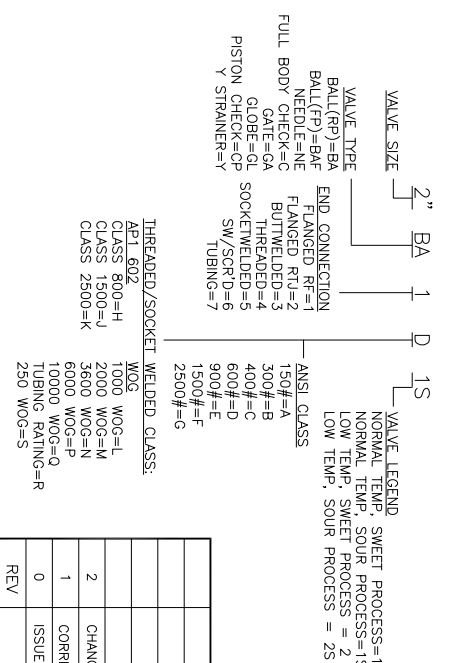 2" BA 1 D 1S
VALVE SIZE
VALVE TYPE
BALL(RP)=BA
BALL(FP)=BAF
NEEDLE=NE
FULL BODY CHECK=C
GATE=GA
GLOBE=GL
PISTON CHECK=CP
Y STRAINER=Y
END CONNECTION
FLANGED RF=1
FLANGED RTJ=2
BUTTWELDED=3
THREADED=4
SOCKETWELDED=5
SW/SCR'D=6
TUBING=7
ANSI CLASS
150#=A
300#=B
400#=C
600#=D
900#=E
1500#=F
2500#=G
THREADED/SOCKET WELDED CLASS:
AP1 602
CLASS 800=H
CLASS 1500=J
CLASS 2500=K
WOG
1000 WOG=L
2000 WOG=M
3600 WOG=N
6000 WOG=P
10000 WOG=Q
TUBING RATING=R
250 WOG=S
VALVE LEGEND
NORMAL TEMP, SWEET PROCESS=1
NORMAL TEMP, SOUR PROCESS=1S
LOW TEMP, SWEET PROCESS = 2
LOW TEMP, SOUR PROCESS = 2S
2 CHANG
1 CORRE
0 ISSUE
REV